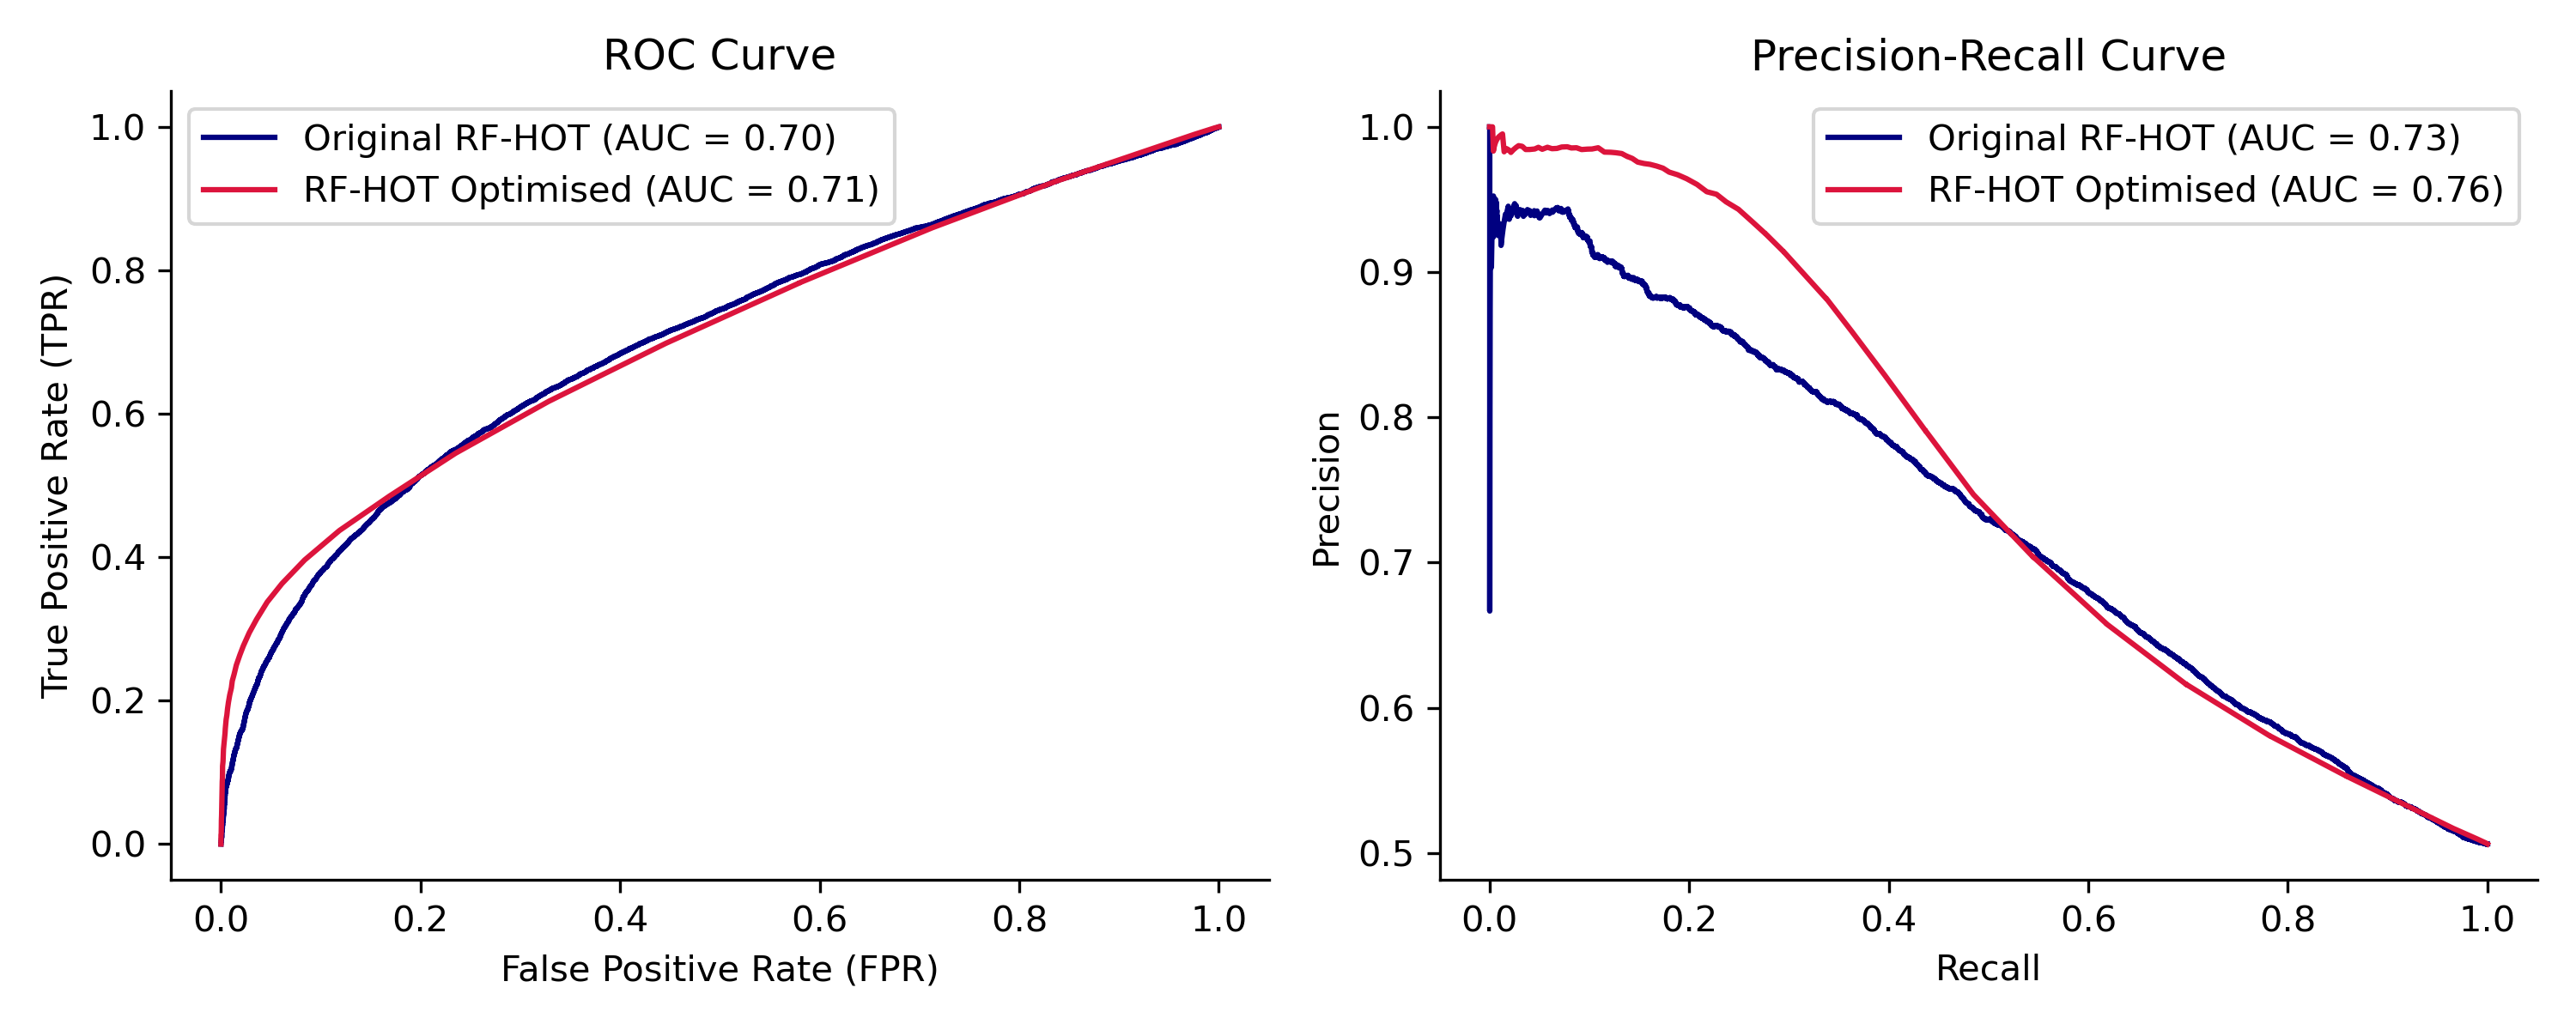 ROC Curve
Original RF-HOT (AUC = 0.70)
RF-HOT Optimised (AUC = 0.71)
True Positive Rate (TPR)
1.0
0.8
0.6
0.4
0.2
0.0
0.0 0.2 0.4 0.6 0.8 1.0
False Positive Rate (FPR)
Precision-Recall Curve
Original RF-HOT (AUC = 0.73)
RF-HOT Optimised (AUC = 0.76)
Precision
1.0
0.9
0.8
0.7
0.6
0.5
0.0 0.2 0.4 0.6 0.8 1.0
Recall